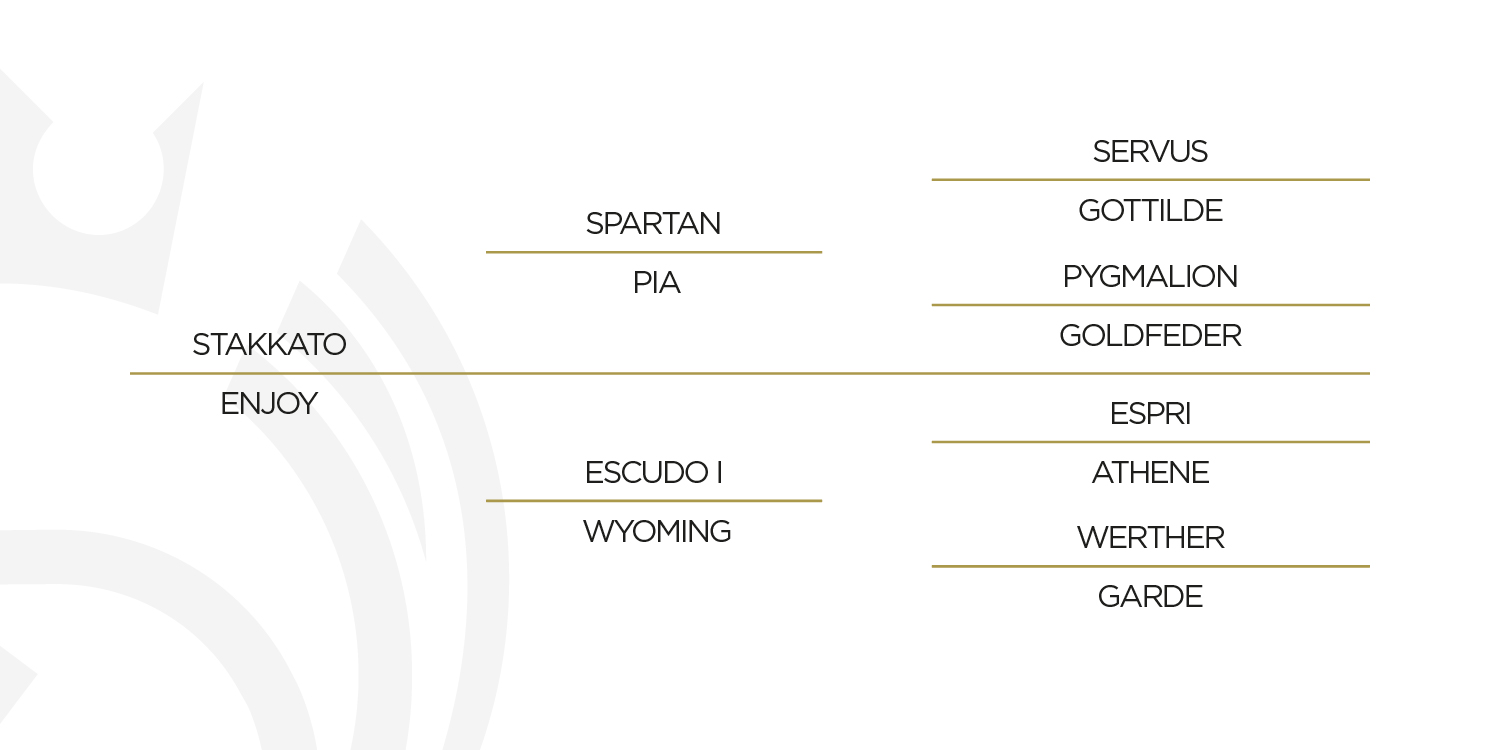 STAKKATO
ENJOY
SPARTAN
PIA
ESCUDO I
WYOMING
SERVUS
GOTTILDE
PYGMALION
GOLDFEDER
ESPRI
ATHENE
WERTHER
GARDE